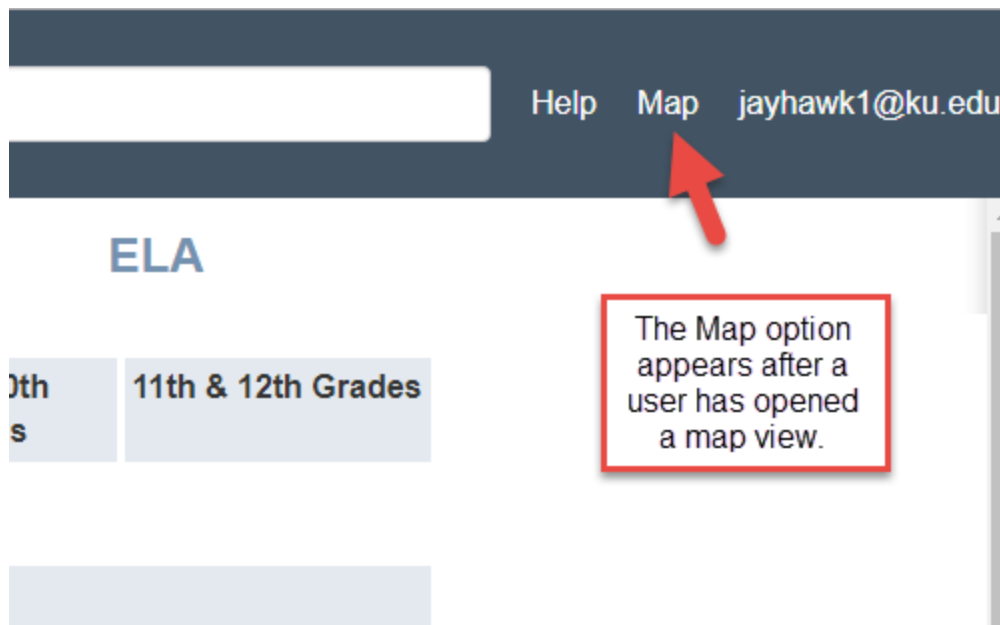 Help Map jayhawk1@ku.edu
ELA
11th & 12th Grades
The Map option
appears after a
user has opened
a map view.